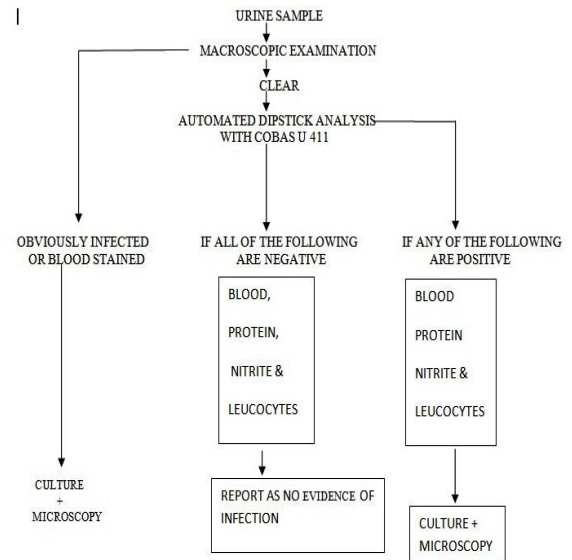 URINE SAMPLE
MACROSCOPIC EXAMINATION
CLEAR
AUTOMATED DIPSTICK ANALYSIS
WITH COBAS U 411
OBVIOUSLY INFECTED
OR BLOOD STAINED
IF ALL OF THE FOLLOWING
ARE NEGATIVE
IF ANY OF THE FOLLOWING
ARE POSITIVE
BLOOD,
PROTEIN,
NITRITE &
LEUCOCYTES
BLOOD
PROTEIN
NITRITE &
LEUCOCYTES
CULTURE
+
MICROSCOPY
REPORT AS NO EVIDENCE OF
INFECTION
CULTURE +
MICROSCOPY